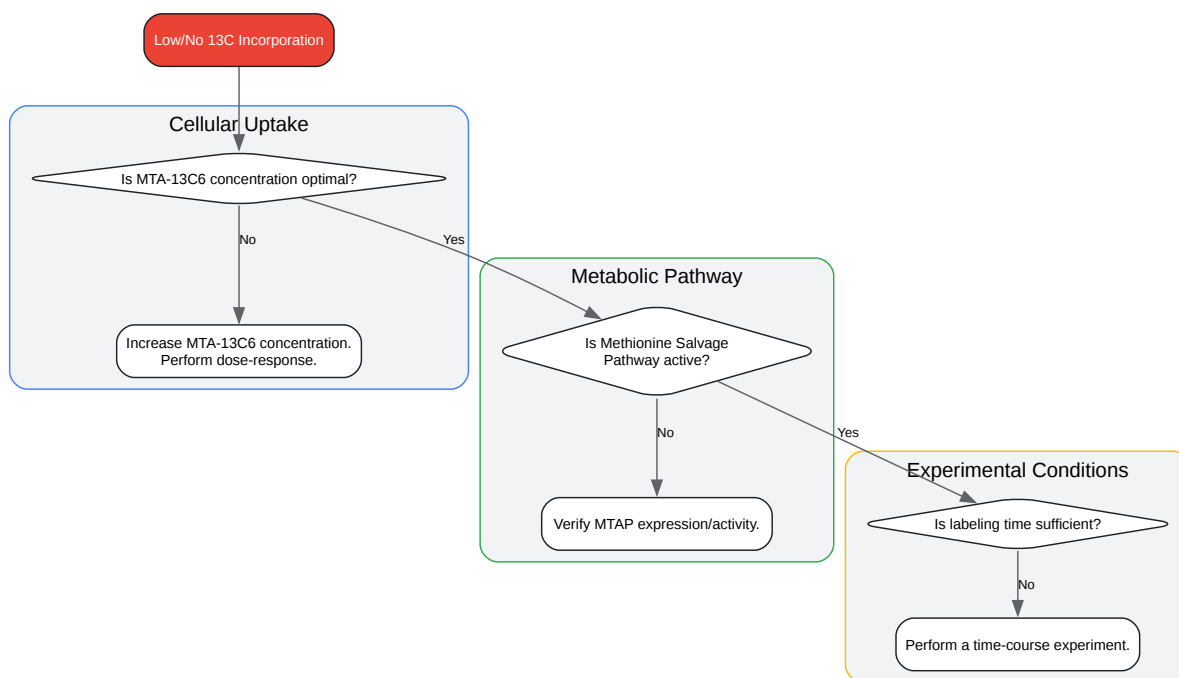 Low/No 13C Incorporation
Cellular Uptake
Is MTA-13C6 concentration optimal?
No
Yes
Increase MTA-13C6 concentration.
Perform dose-response.
Metabolic Pathway
Is Methionine Salvage
Pathway active?
No
Yes
Verify MTAP expression/activity.
Experimental Conditions
Is labeling time sufficient?
No
Perform a time-course experiment.